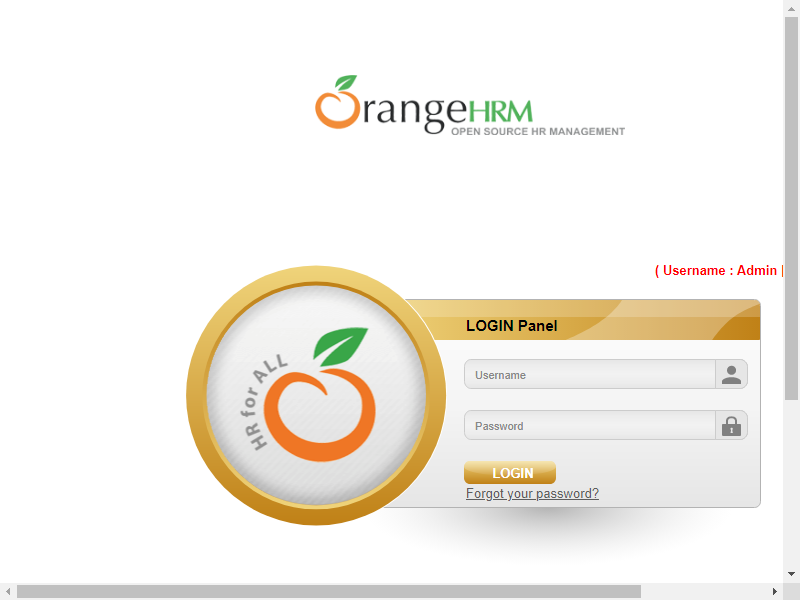 OrangeHRM
OPEN SOURCE HR MANAGEMENT
( Username : Admin |
LOGIN Panel
HR for ALL
Username
Password
LOGIN
Forgot your password?